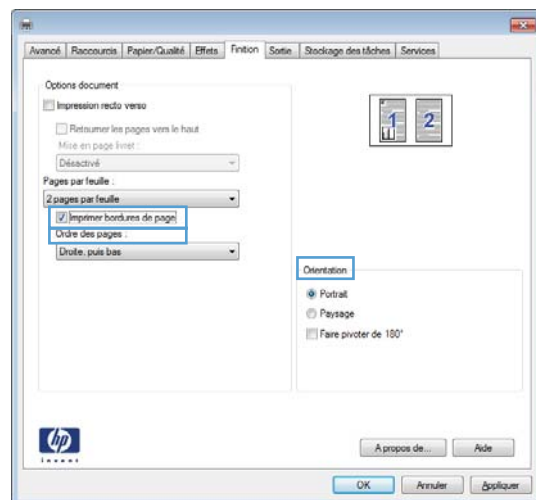 Avancé Raccourcis Papier/Qualité Effets Finition Sortie Stockage des tâches Services
Options document
Impression recto verso
Retourner les pages vers le haut
Mise en page livret :
Désactivé
Pages par feuille :
2 pages par feuille
Imprimer bordures de page
Ordre des pages :
Droite, puis bas
1 2
Orientation
Portrait
Paysage
Faire pivoter de 180°
hp
invent
A propos de... Aide
OK Annuler Appliquer